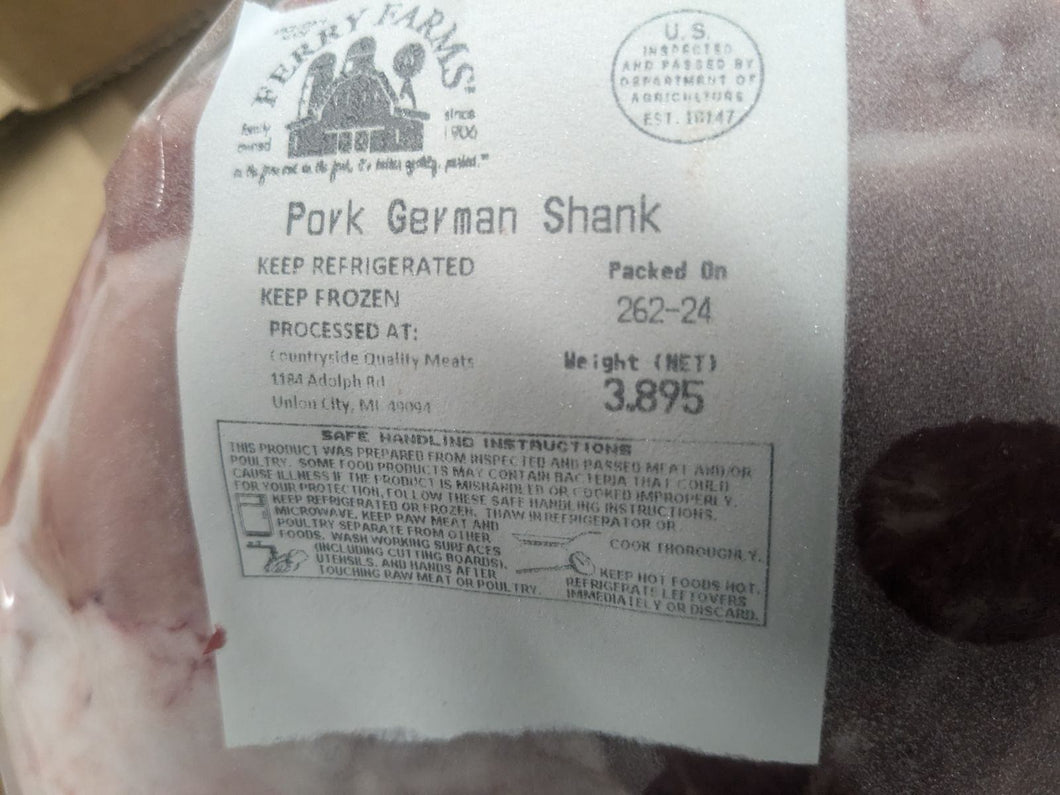 FERRY FARMS
family owned
since 1906
U.S.
INSPECTED
AND PASSED BY
DEPARTMENT OF
AGRICULTURE
EST. 10147
Pork German Shank
KEEP REFRIGERATED
KEEP FROZEN
PROCESSED AT:
Countryside Quality Meats
1184 Adolph Rd
Union City, MI 49094
Packed On
262-24
Weight (NET)
3.895
SAFE HANDLING INSTRUCTIONS
THIS PRODUCT WAS PREPARED FROM INSPECTED AND PASSED MEAT AND/OR
POULTRY. SOME FOOD PRODUCTS MAY CONTAIN BACTERIA THAT COULD
CAUSE ILLNESS IF THE PRODUCT IS MISHANDLED OR COOKED IMPROPERLY.
FOR YOUR PROTECTION, FOLLOW THESE SAFE HANDLING INSTRUCTIONS.
KEEP REFRIGERATED OR FROZEN. THAW IN REFRIGERATOR OR
MICROWAVE. KEEP RAW MEAT AND
POULTRY SEPARATE FROM OTHER
FOODS. WASH WORKING SURFACES
(INCLUDING CUTTING BOARDS),
UTENSILS, AND HANDS AFTER
TOUCHING RAW MEAT OR POULTRY.
COOK THOROUGHLY.
KEEP HOT FOODS HOT.
REFRIGERATE LEFTOVERS
IMMEDIATELY OR DISCARD.